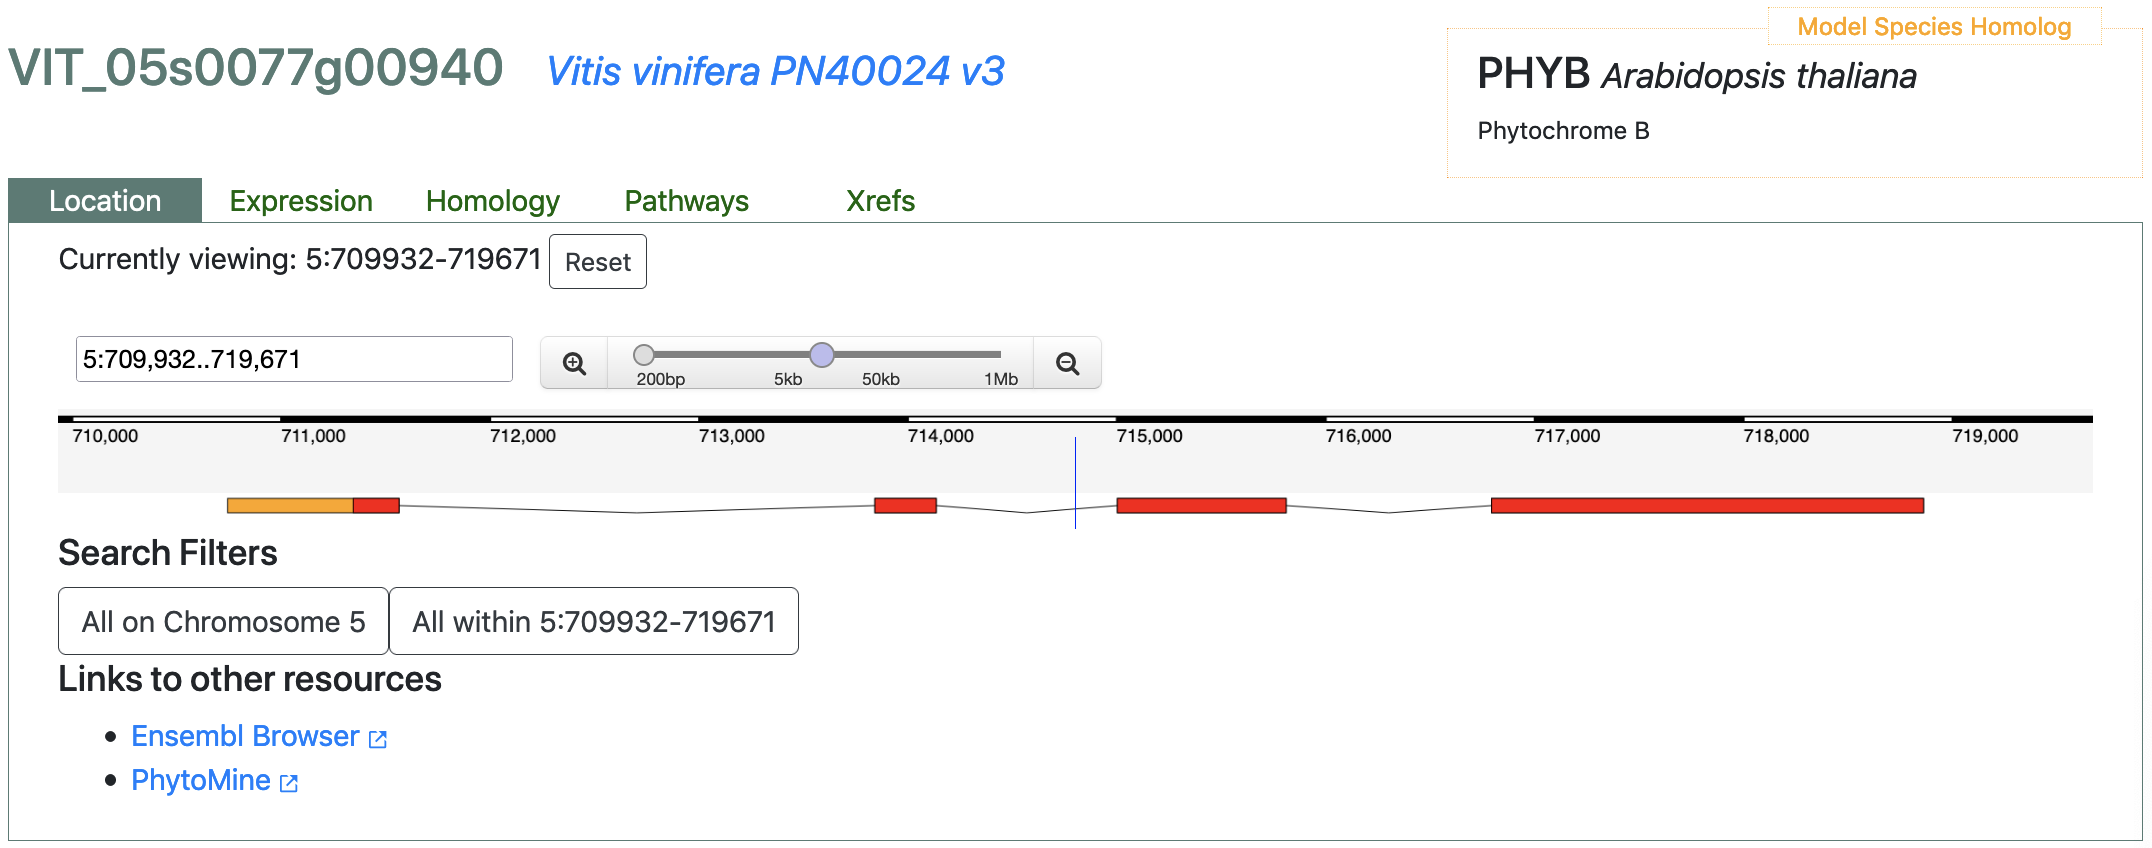 Model Species Homolog
VIT_05s0077g00940 Vitis vinifera PN40024 v3
PHYB Arabidopsis thaliana
Phytochrome B
Location Expression Homology Pathways Xrefs
Currently viewing: 5:709932-719671 Reset
5:709,932..719,671
200bp 5kb 50kb 1Mb
710,000 711,000 712,000 713,000 714,000 715,000 716,000 717,000 718,000 719,000
Search Filters
All on Chromosome 5 All within 5:709932-719671
Links to other resources
Ensembl Browser
PhytoMine